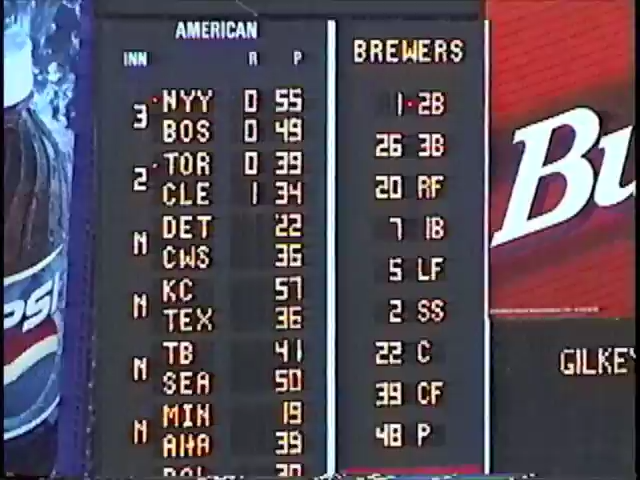 AMERICAN
INN R P
3 NYY 0 55
BOS 0 49
2 TOR 0 39
CLE 1 34
N DET 22
CWS 36
N KC 57
TEX 36
N TB 41
SEA 50
N MIN 19
ANA 39
BREWERS
1 2B
26 3B
20 RF
7 1B
5 LF
2 SS
22 C
39 CF
48 P
GILKEY